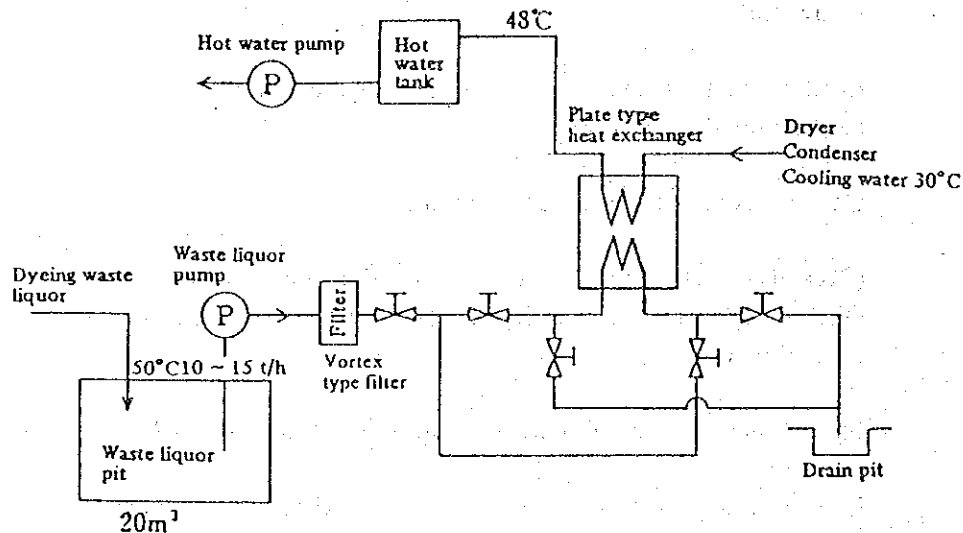 48°C
Hot water pump
P
Hot
water
tank
Plate type
heat exchanger
Dryer
Condenser
Cooling water 30°C
Waste liquor
pump
Dyeing waste
liquor
P
Filter
50°C10 ~ 15 t/h
Vortex
type filter
Waste liquor
pit
Drain pit
20m³